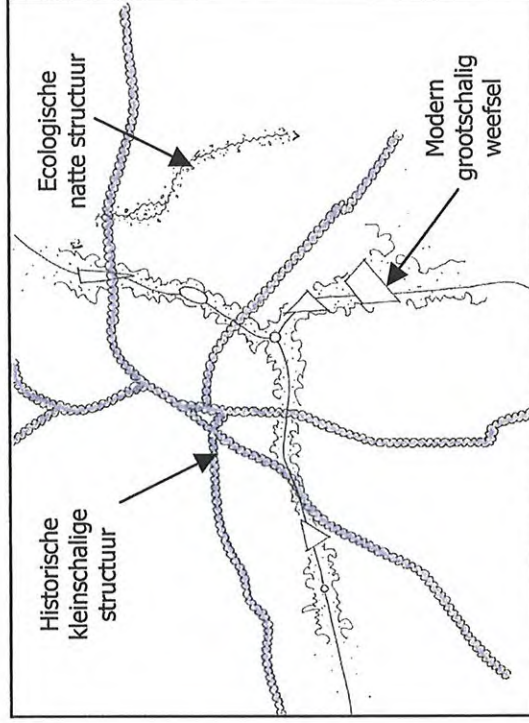 Historische
kleinschalige
structuur
Ecologische
natte structuur
Modern
grootschalig
weefsel